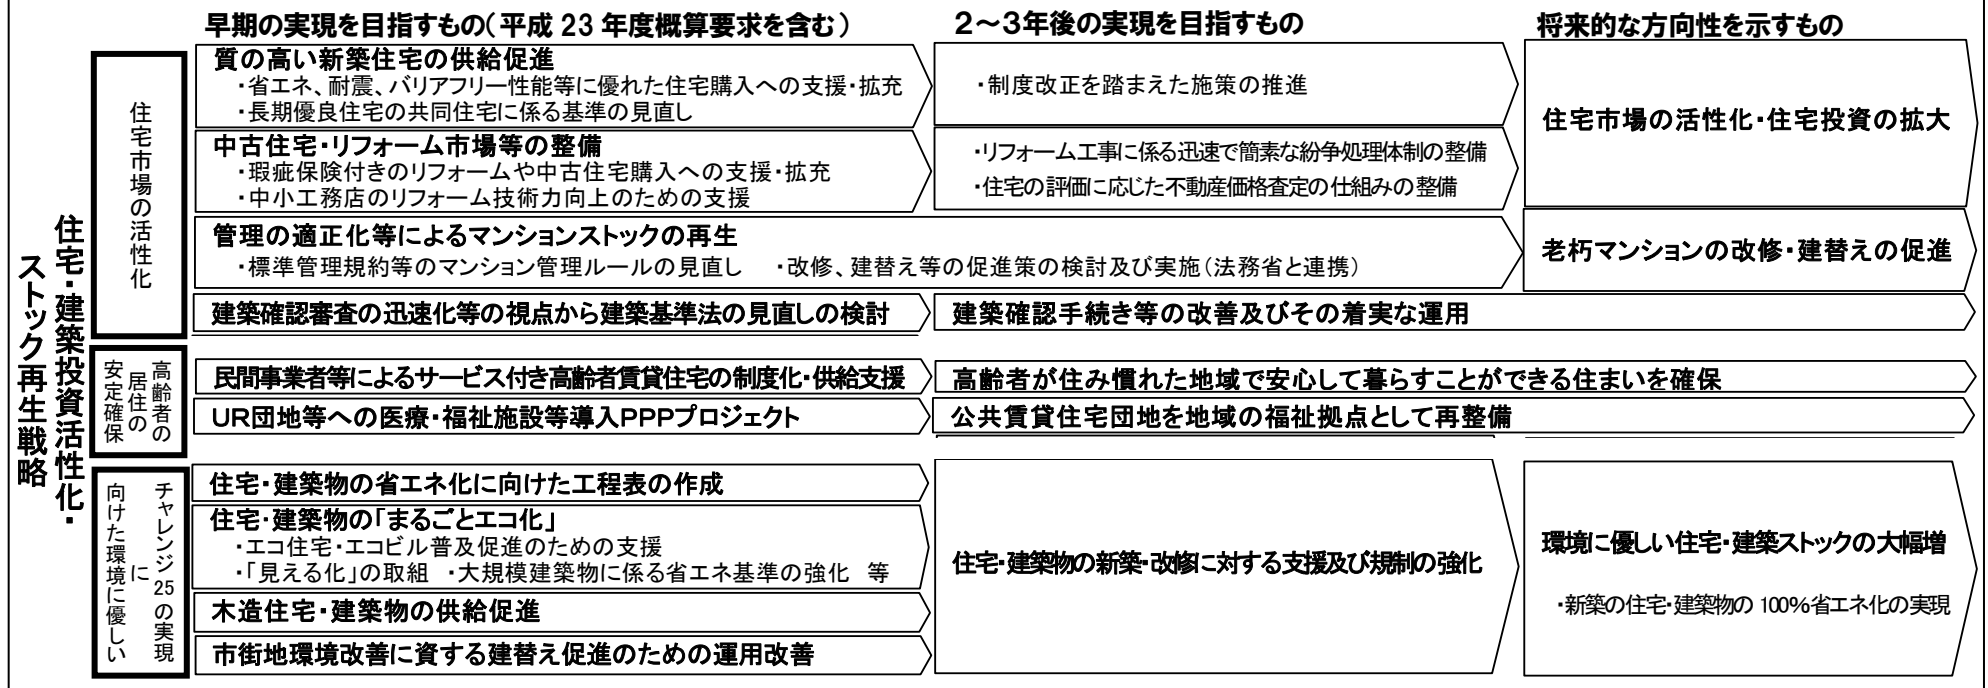 早期の実現を目指すもの(平成 23 年度概算要求を含む)
2～3年後の実現を目指すもの
将来的な方向性を示すもの
住宅・建築投資活性化・
ストック再生戦略
住宅市場の活性化
質の高い新築住宅の供給促進
・省エネ、耐震、バリアフリー性能等に優れた住宅購入への支援・拡充
・長期優良住宅の共同住宅に係る基準の見直し
・制度改正を踏まえた施策の推進
住宅市場の活性化・住宅投資の拡大
中古住宅・リフォーム市場等の整備
・瑕疵保険付きのリフォームや中古住宅購入への支援・拡充
・中小工務店のリフォーム技術力向上のための支援
・リフォーム工事に係る迅速で簡素な紛争処理体制の整備
・住宅の評価に応じた不動産価格査定の仕組みの整備
管理の適正化等によるマンションストックの再生
・標準管理規約等のマンション管理ルールの見直し ・改修、建替え等の促進策の検討及び実施(法務省と連携)
老朽マンションの改修・建替えの促進
建築確認審査の迅速化等の視点から建築基準法の見直しの検討
建築確認手続き等の改善及びその着実な運用
高齢者の
居住の
安定確保
民間事業者等によるサービス付き高齢者賃貸住宅の制度化・供給支援
高齢者が住み慣れた地域で安心して暮らすことができる住まいを確保
UR団地等への医療・福祉施設等導入PPPプロジェクト
公共賃貸住宅団地を地域の福祉拠点として再整備
チャレンジ25の実現
に
向けた環境に優しい
住宅・建築物の省エネ化に向けた工程表の作成
住宅・建築物の「まるごとエコ化」
・エコ住宅・エコビル普及促進のための支援
・「見える化」の取組 ・大規模建築物に係る省エネ基準の強化 等
木造住宅・建築物の供給促進
市街地環境改善に資する建替え促進のための運用改善
住宅・建築物の新築・改修に対する支援及び規制の強化
環境に優しい住宅・建築ストックの大幅増
・新築の住宅・建築物の 100%省エネ化の実現